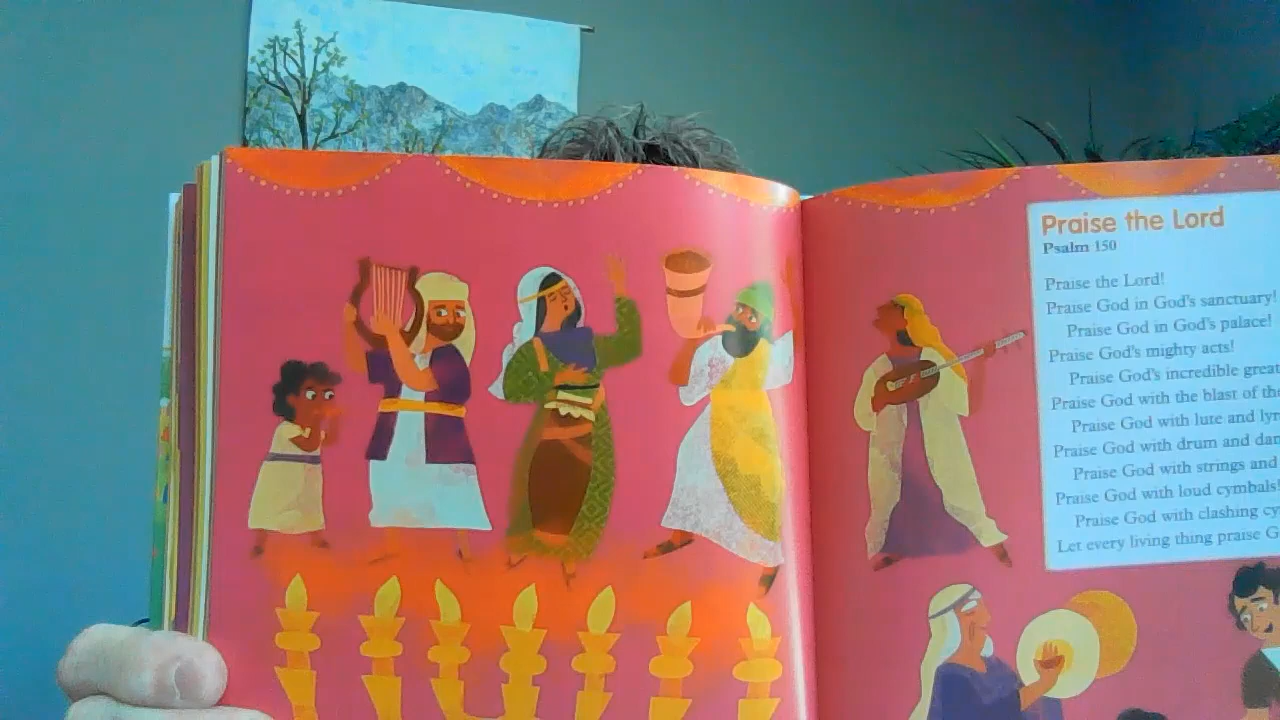 Praise the Lord
Psalm 150
Praise the Lord!
Praise God in God's sanctuary!
Praise God in God's palace!
Praise God's mighty acts!
Praise God's incredible
Praise God with the blast of
Praise God with lute and
Praise God with drum and
Praise God with strings and
Praise God with loud cymbals!
Praise God with clashing
Let every living thing praise